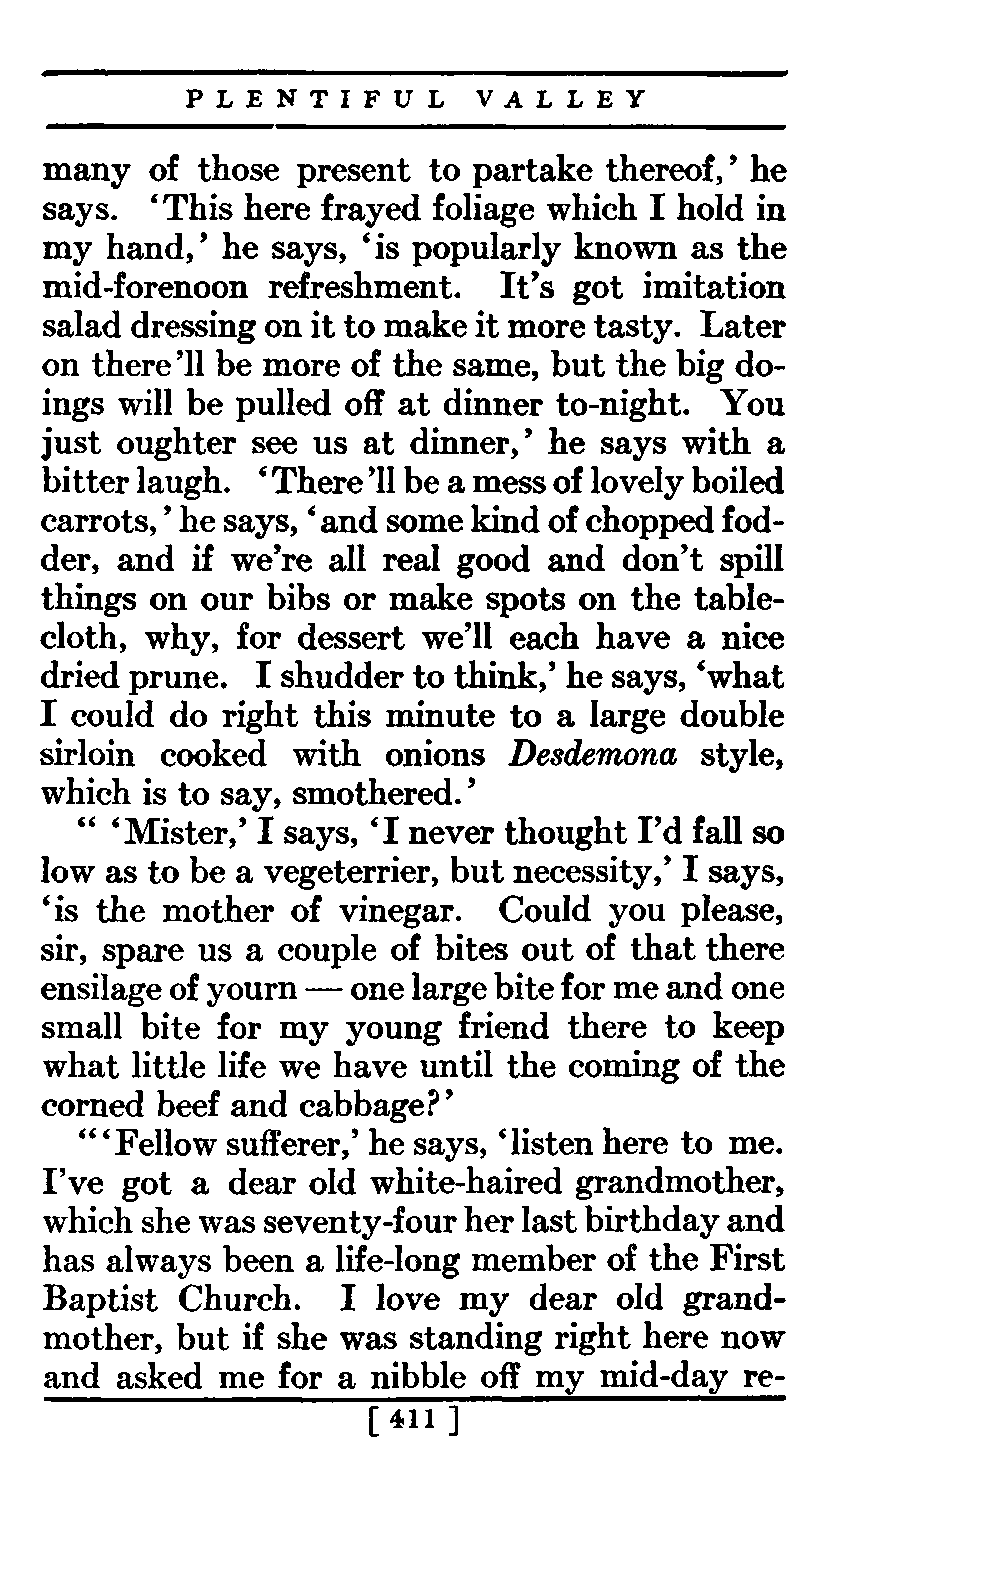 PLENTIFUL VALLEY
many of those present to partake thereof,' he
says. 'This here frayed foliage which I hold in
my hand,' he says, 'is popularly known as the
mid-forenoon refreshment. It's got imitation
salad dressing on it to make it more tasty. Later
on there'll be more of the same, but the big do-
ings will be pulled off at dinner to-night. You
just oughter see us at dinner,' he says with a
bitter laugh. 'There'll be a mess of lovely boiled
carrots,' he says, 'and some kind of chopped fod-
der, and if we're all real good and don't spill
things on our bibs or make spots on the table-
cloth, why, for dessert we'll each have a nice
dried prune. I shudder to think,' he says, 'what
I could do right this minute to a large double
sirloin cooked with onions Desdemona style,
which is to say, smothered.'
" 'Mister,' I says, 'I never thought I'd fall so
low as to be a vegeterrier, but necessity,' I says,
'is the mother of vinegar. Could you please,
sir, spare us a couple of bites out of that there
ensilage of yourn — one large bite for me and one
small bite for my young friend there to keep
what little life we have until the coming of the
corned beef and cabbage?'
"'Fellow sufferer,' he says, 'listen here to me.
I've got a dear old white-haired grandmother,
which she was seventy-four her last birthday and
has always been a life-long member of the First
Baptist Church. I love my dear old grand-
mother, but if she was standing right here now
and asked me for a nibble off my mid-day re-
[ 411 ]